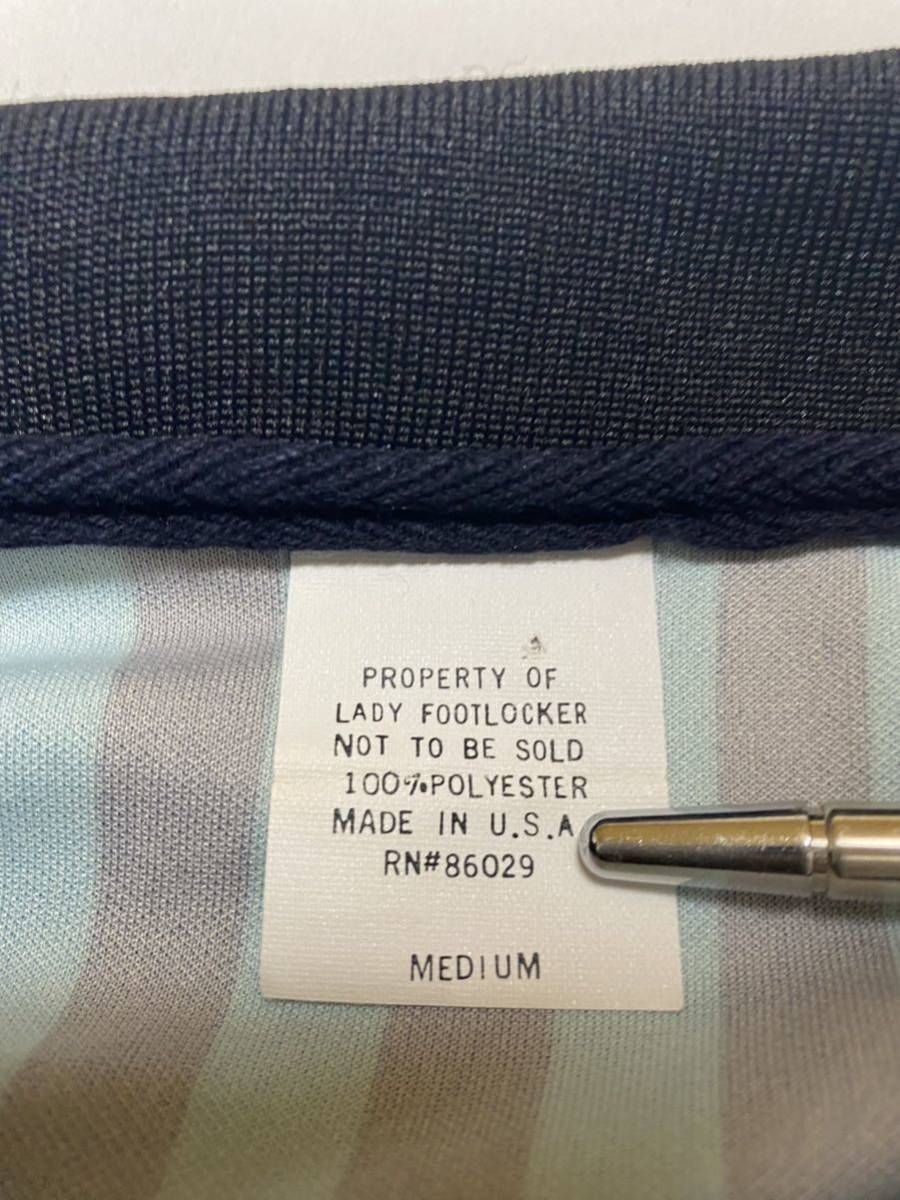 PROPERTY OF
LADY FOOTLOCKER
NOT TO BE SOLD
100%POLYESTER
MADE IN U.S.A
RN#86029
MEDIUM